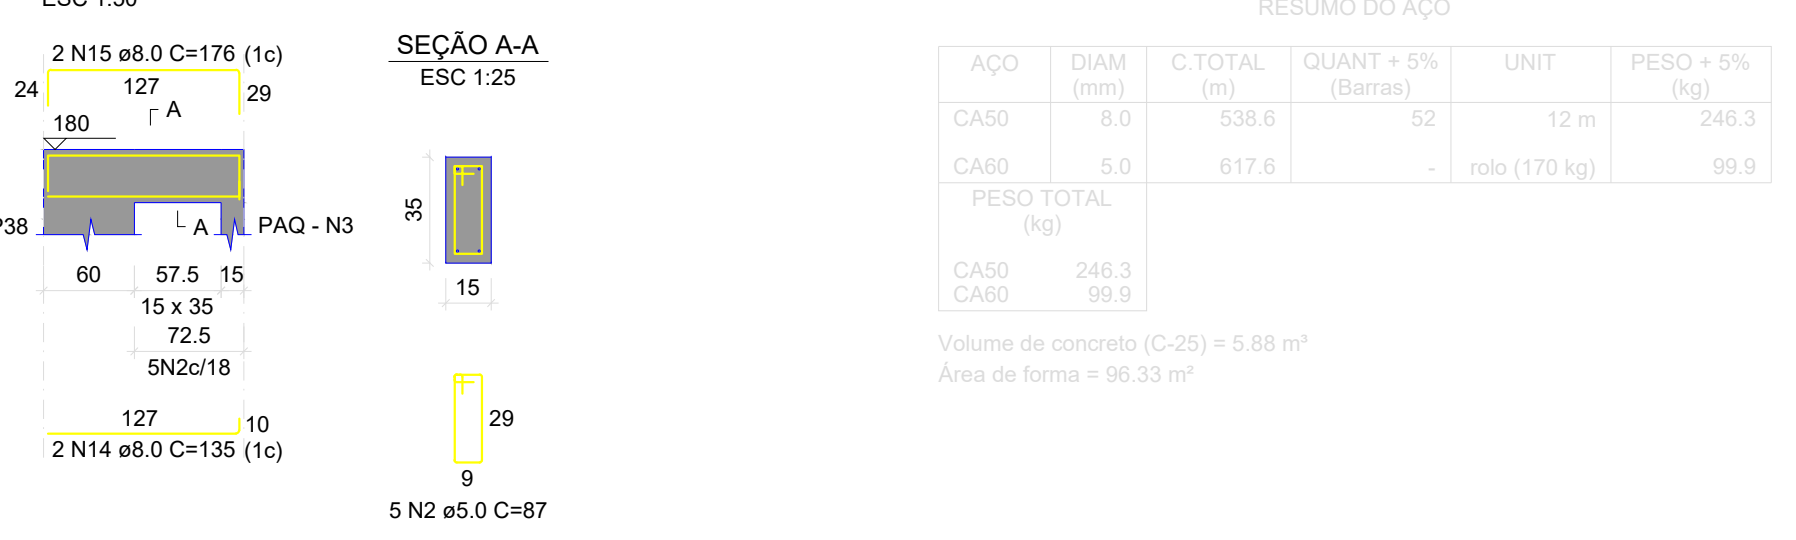 ESC 1:50
2 N15 ø8.0 C=176 (1c)
24
127
29
A
180
A
P38
PAQ - N3
60
57.5
15
15 x 35
72.5
5N2c/18
127
10
2 N14 ø8.0 C=135 (1c)
SEÇÃO A-A
ESC 1:25
35
15
29
9
5 N2 ø5.0 C=87
RESUMO DO AÇO
AÇO DIAM C.TOTAL QUANT + 5% UNIT PESO + 5%
(mm) (m) (Barras) (kg)
CA50 8.0 538.6 52 12 m 246.3
CA60 5.0 617.6 - rolo (170 kg) 99.9
PESO TOTAL
(kg)
CA50 246.3
CA60 99.9
Volume de concreto (C-25) = 5.88 m³
Área de forma = 96.33 m²